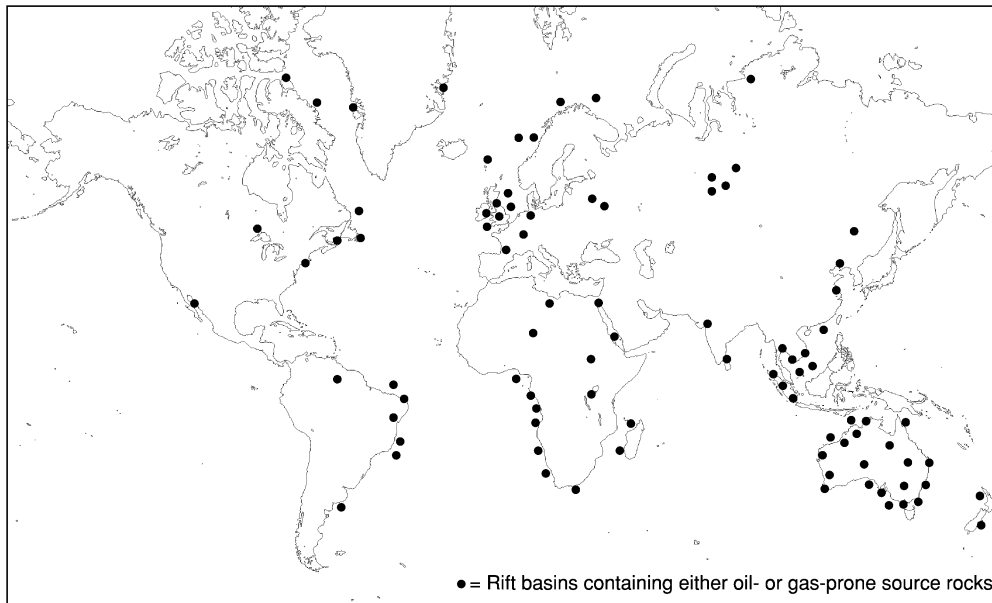 ● = Rift basins containing either oil- or gas-prone source rocks